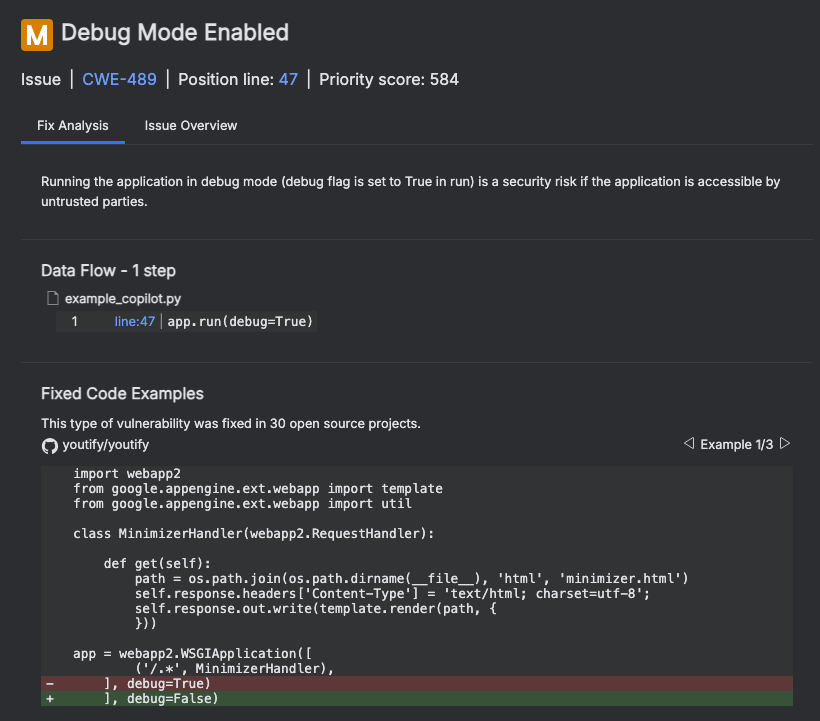 M Debug Mode Enabled
Issue | CWE-489 | Position line: 47 | Priority score: 584
Fix Analysis Issue Overview
Running the application in debug mode (debug flag is set to True in run) is a security risk if the application is accessible by
untrusted parties.
Data Flow - 1 step
example_copilot.py
1 line:47 | app.run(debug=True)
Fixed Code Examples
This type of vulnerability was fixed in 30 open source projects.
youtify/youtify Example 1/3
import webapp2
from google.appengine.ext.webapp import template
from google.appengine.ext.webapp import util
class MinimizerHandler(webapp2.RequestHandler):
def get(self):
path = os.path.join(os.path.dirname(__file__), 'html', 'minimizer.html')
self.response.headers['Content-Type'] = 'text/html; charset=utf-8';
self.response.out.write(template.render(path, {
}))
app = webapp2.WSGIApplication([
('/.*', MinimizerHandler),
- ], debug=True)
+ ], debug=False)